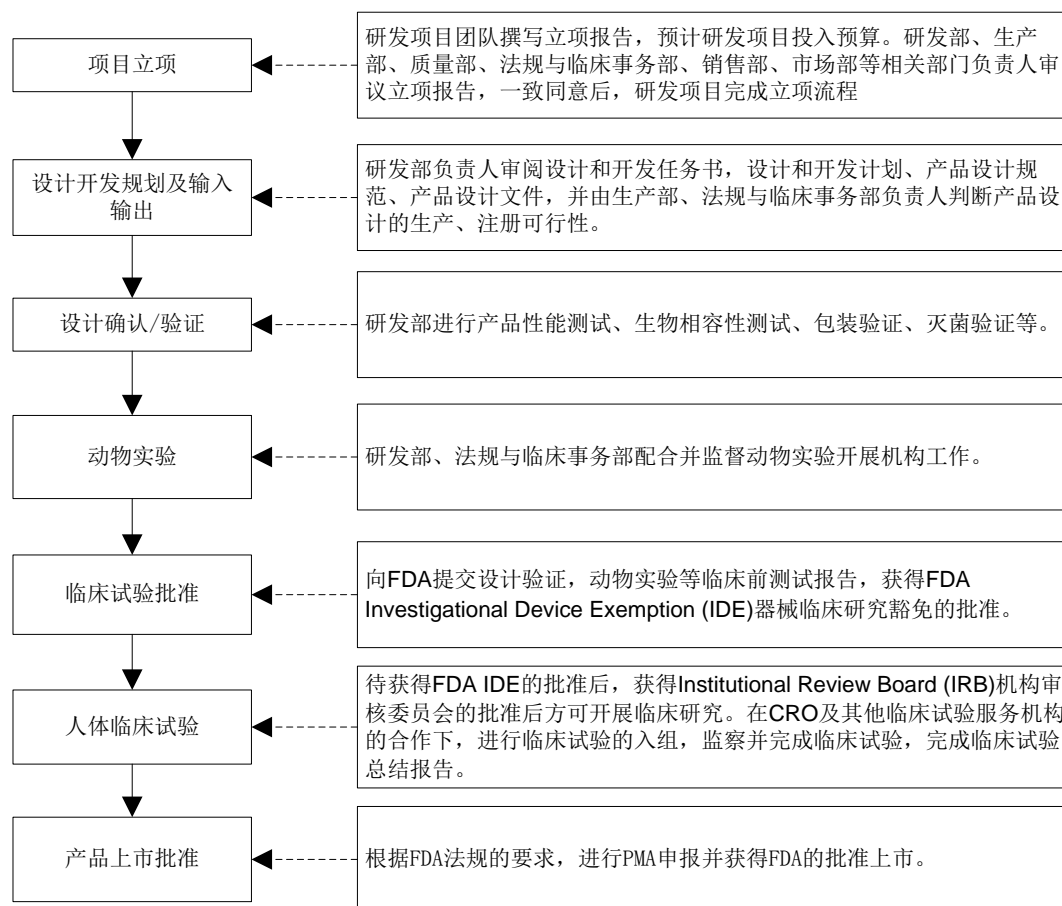 项目立项
研发项目团队撰写立项报告，预计研发项目投入预算。研发部、生产
部、质量部、法规与临床事务部、销售部、市场部等相关部门负责人审
议立项报告，一致同意后，研发项目完成立项流程
设计开发规划及输入
输出
研发部负责人审阅设计和开发任务书，设计和开发计划、产品设计规
范、产品设计文件，并由生产部、法规与临床事务部负责人判断产品设
计的生产、注册可行性。
设计确认/验证
研发部进行产品性能测试、生物相容性测试、包装验证、灭菌验证等。
动物实验
研发部、法规与临床事务部配合并监督动物实验开展机构工作。
临床试验批准
向FDA提交设计验证，动物实验等临床前测试报告，获得FDA
Investigational Device Exemption (IDE)器械临床研究豁免的批准。
人体临床试验
待获得FDA IDE的批准后，获得Institutional Review Board (IRB)机构审
核委员会的批准后方可开展临床研究。在CRO及其他临床试验服务机构
的合作下，进行临床试验的入组，监察并完成临床试验，完成临床试验
总结报告。
产品上市批准
根据FDA法规的要求，进行PMA申报并获得FDA的批准上市。